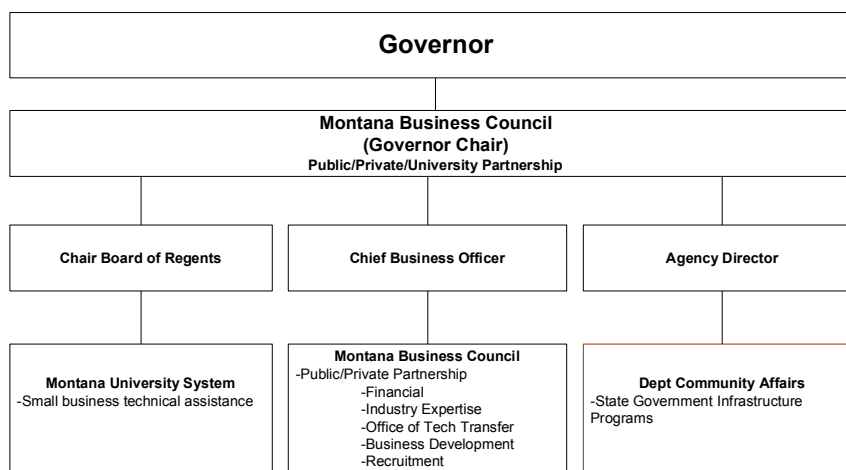 Governor
Montana Business Council
(Governor Chair)
Public/Private/University Partnership
Chair Board of Regents
Chief Business Officer
Agency Director
Montana University System
-Small business technical assistance
Montana Business Council
-Public/Private Partnership
-Financial
-Industry Expertise
-Office of Tech Transfer
-Business Development
-Recruitment
Dept Community Affairs
-State Government Infrastructure
Programs